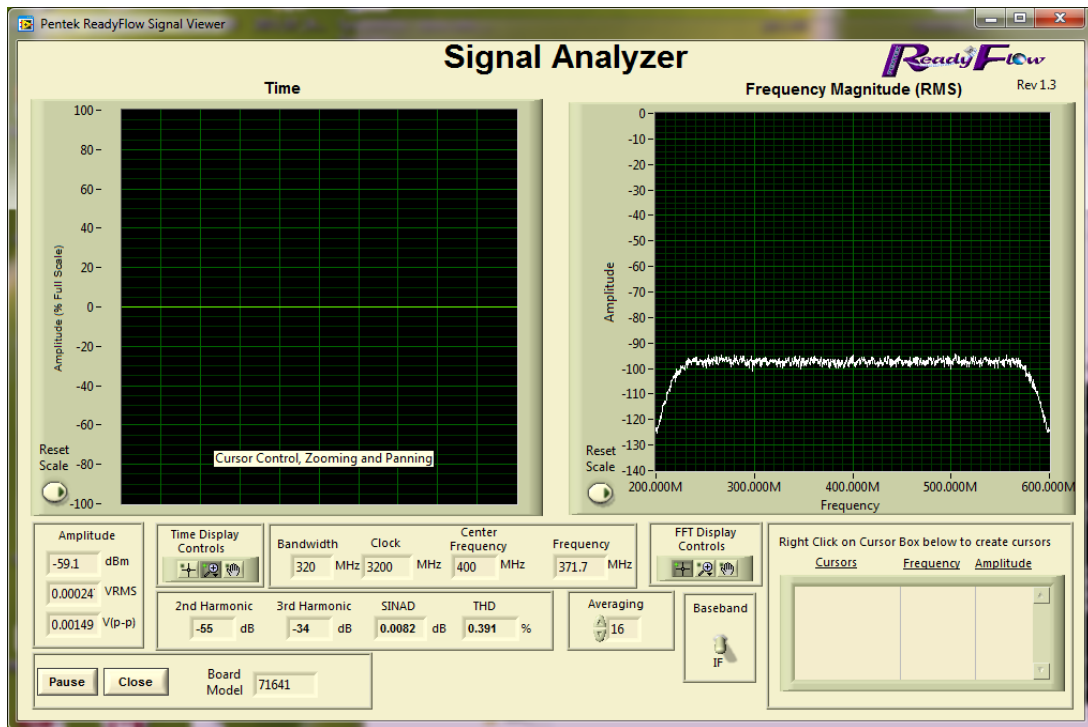 Pentek ReadyFlow Signal Viewer
Signal Analyzer
PENTEK ReadyFlow
Rev 1.3
Time
Amplitude (% Full Scale)
100
80
60
40
20
0
-20
-40
-60
-80
-100
Reset
Scale
Cursor Control, Zooming and Panning
Frequency Magnitude (RMS)
Amplitude
0
-10
-20
-30
-40
-50
-60
-70
-80
-90
-100
-110
-120
-130
-140
Reset
Scale
200.000M 300.000M 400.000M 500.000M 600.000M
Frequency
Amplitude
-59.1 dBm
0.00024 VRMS
0.00149 V(p-p)
Time Display
Controls
Bandwidth
320 MHz
Clock
3200 MHz
Center
Frequency
400 MHz
Frequency
371.7 MHz
FFT Display
Controls
2nd Harmonic
-55 dB
3rd Harmonic
-34 dB
SINAD
0.0082 dB
THD
0.391 %
Averaging
16
Baseband
IF
Right Click on Cursor Box below to create cursors
Cursors Frequency Amplitude
Pause Close
Board
Model
71641